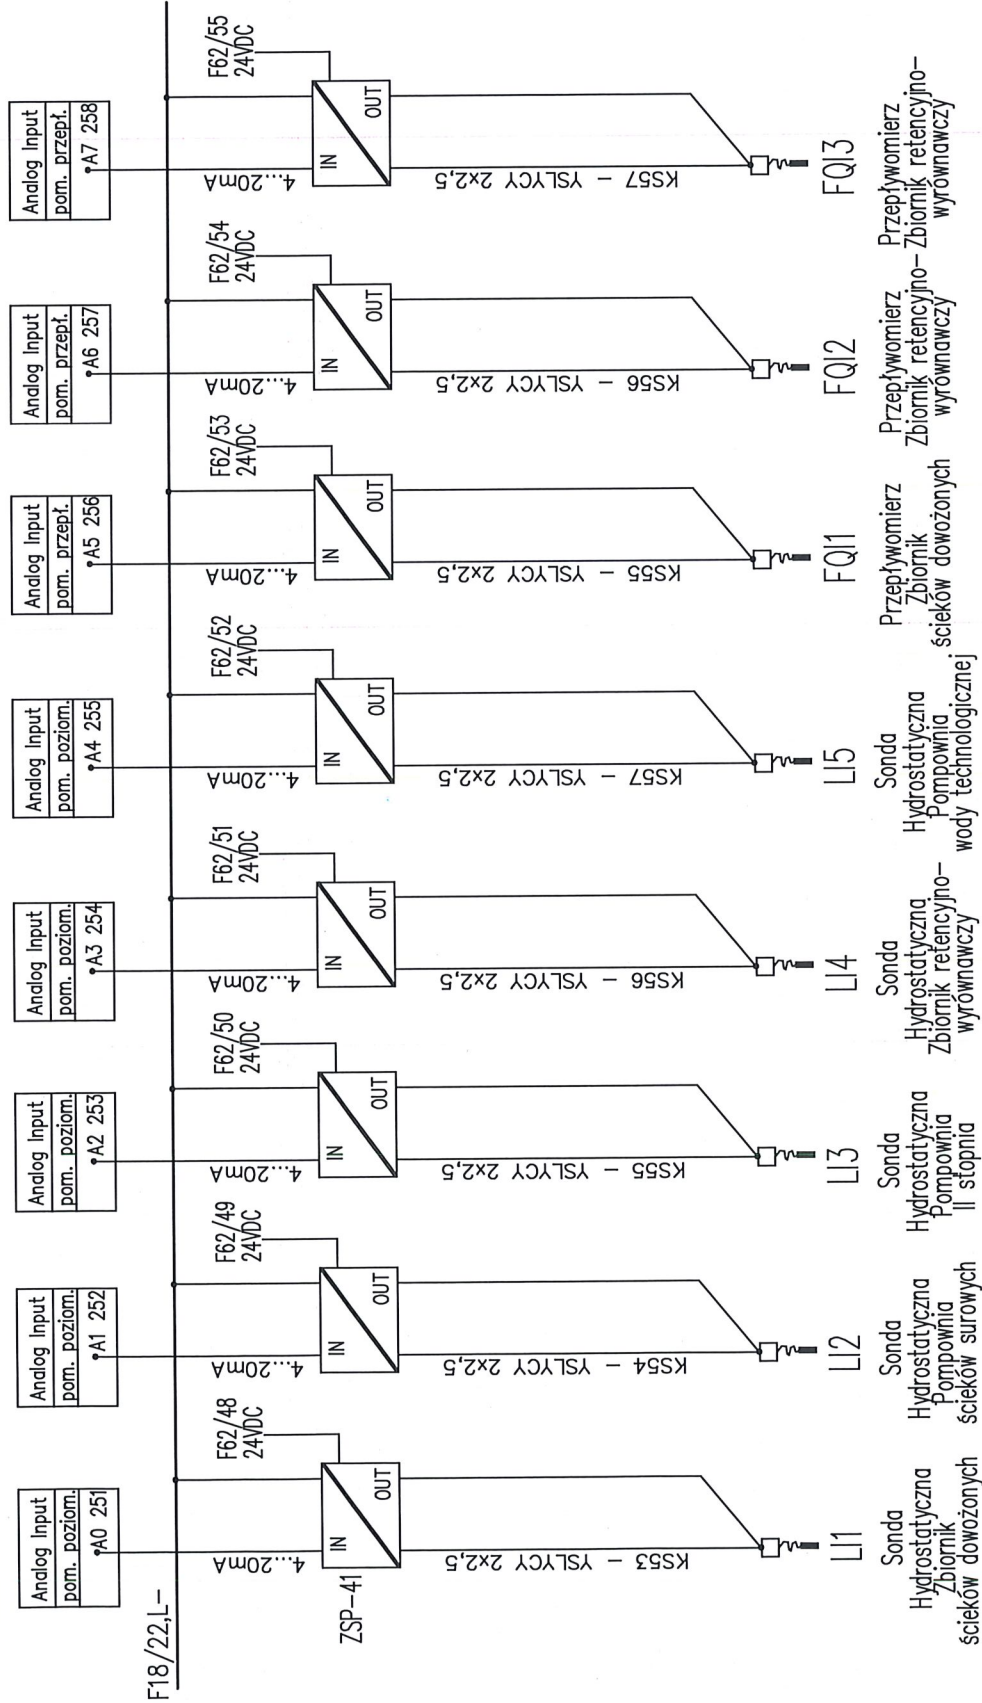 Analog Input
pom. poziom.
A0 251
Analog Input
pom. poziom.
A1 252
Analog Input
pom. poziom.
A2 253
Analog Input
pom. poziom.
A3 254
Analog Input
pom. poziom.
A4 255
Analog Input
pom. przepł.
A5 256
Analog Input
pom. przepł.
A6 257
Analog Input
pom. przepł.
A7 258
F18/22,L-
F62/48
24VDC
F62/49
24VDC
F62/50
24VDC
F62/51
24VDC
F62/52
24VDC
F62/53
24VDC
F62/54
24VDC
F62/55
24VDC
4...20mA
4...20mA
4...20mA
4...20mA
4...20mA
4...20mA
4...20mA
4...20mA
ZSP-41
IN
OUT
IN
OUT
IN
OUT
IN
OUT
IN
OUT
IN
OUT
IN
OUT
IN
OUT
KS53 - YSLYCY 2x2,5
KS54 - YSLYCY 2x2,5
KS55 - YSLYCY 2x2,5
KS56 - YSLYCY 2x2,5
KS57 - YSLYCY 2x2,5
KS55 - YSLYCY 2x2,5
KS56 - YSLYCY 2x2,5
KS57 - YSLYCY 2x2,5
LI1
Sonda
Hydrostatyczna
Zbiornik
ścieków dowożonych
LI2
Sonda
Hydrostatyczna
Pompownia
ścieków surowych
LI3
Sonda
Hydrostatyczna
Pompownia
II stopnia
LI4
Sonda
Hydrostatyczna
Zbiornik retencyjno-
wyrównawczy
LI5
Sonda
Hydrostatyczna
Pompownia
wody technologicznej
FQI1
Przepływomierz
Zbiornik
ścieków dowożonych
FQI2
Przepływomierz
Zbiornik retencyjno-
wyrównawczy
FQI3
Przepływomierz
Zbiornik retencyjno-
wyrównawczy